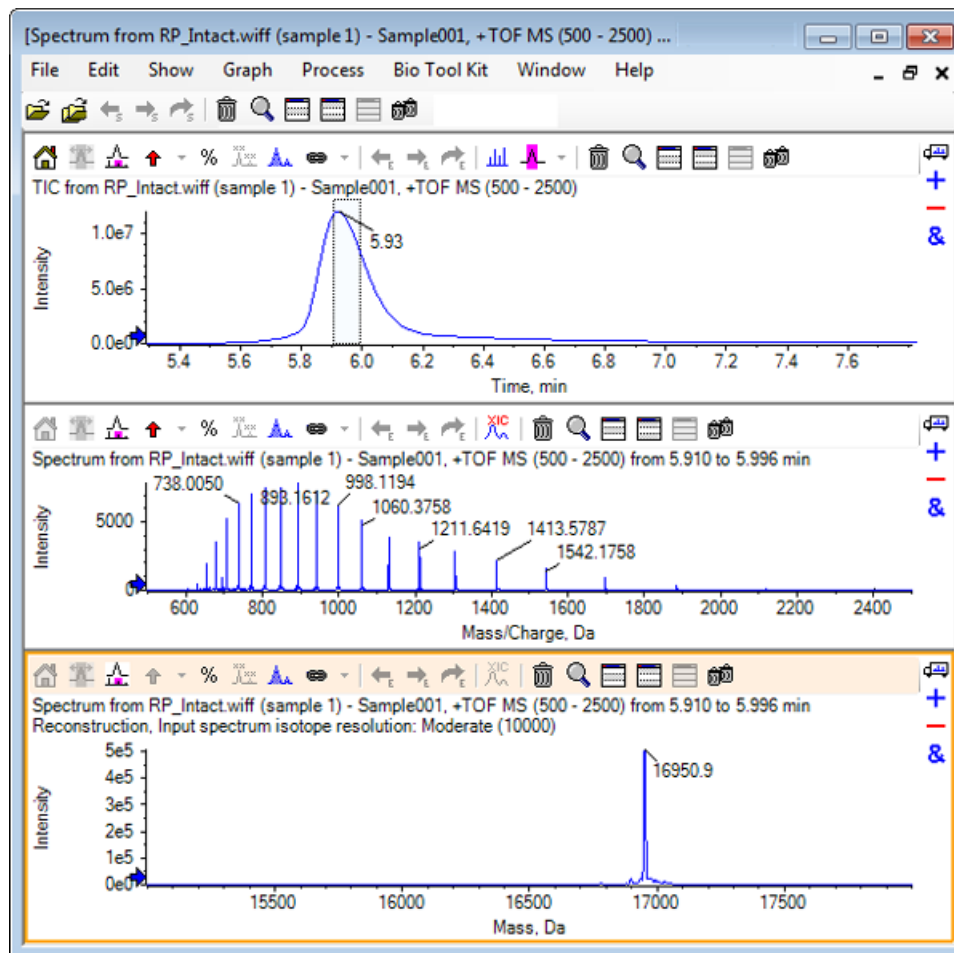 [Spectrum from RP_Intact.wiff (sample 1) - Sample001, +TOF MS (500 - 2500) ...
File Edit Show Graph Process Bio Tool Kit Window Help
TIC from RP_Intact.wiff (sample 1) - Sample001, +TOF MS (500 - 2500)
Intensity
1.0e7
5.0e6
0.0e0
5.93
5.4 5.6 5.8 6.0 6.2 6.4 6.6 6.8 7.0 7.2 7.4 7.6
Time, min
XIC
Spectrum from RP_Intact.wiff (sample 1) - Sample001, +TOF MS (500 - 2500) from 5.910 to 5.996 min
Intensity
5000
0
738.0050 893.1612 998.1194
1060.3758
1211.6419 1413.5787
1542.1758
600 800 1000 1200 1400 1600 1800 2000 2200 2400
Mass/Charge, Da
XIC
Spectrum from RP_Intact.wiff (sample 1) - Sample001, +TOF MS (500 - 2500) from 5.910 to 5.996 min
Reconstruction, Input spectrum isotope resolution: Moderate (10000)
Intensity
5e5
4e5
3e5
2e5
1e5
0e0
16950.9
15500 16000 16500 17000 17500
Mass, Da